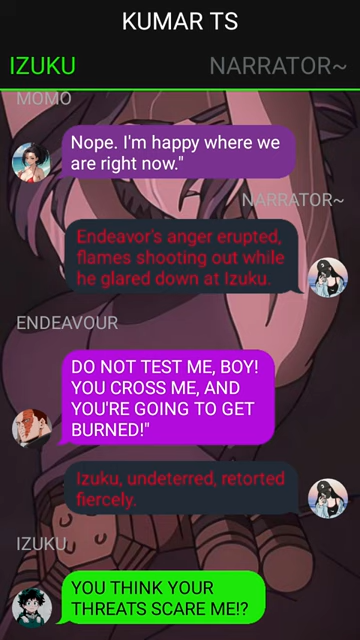 KUMAR TS
IZUKU
NARRATOR~
MOMO
Nope. I'm happy where we
are right now."
NARRATOR~
Endeavor's anger erupted,
flames shooting out while
he glared down at Izuku.
ENDEAVOUR
DO NOT TEST ME, BOY!
YOU CROSS ME, AND
YOU'RE GOING TO GET
BURNED!"
Izuku, undeterred, retorted
fiercely.
IZUKU
YOU THINK YOUR
THREATS SCARE ME!?